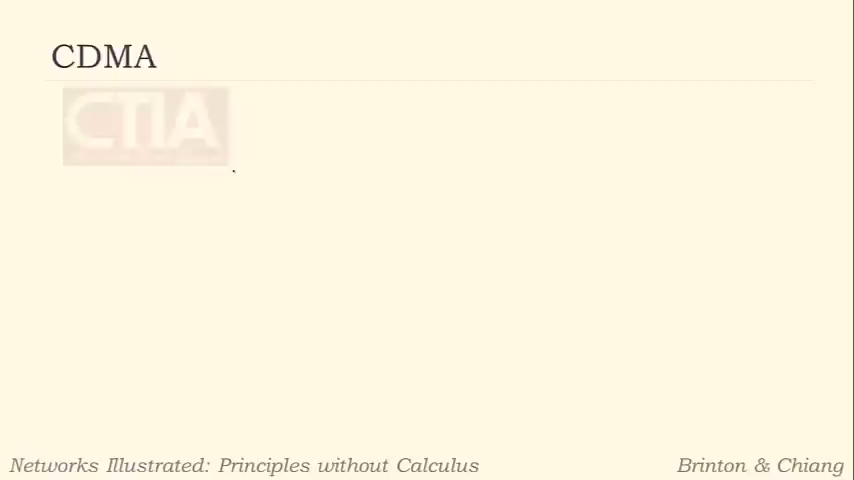 CDMA
CTIA
Networks Illustrated: Principles without Calculus
Brinton & Chiang